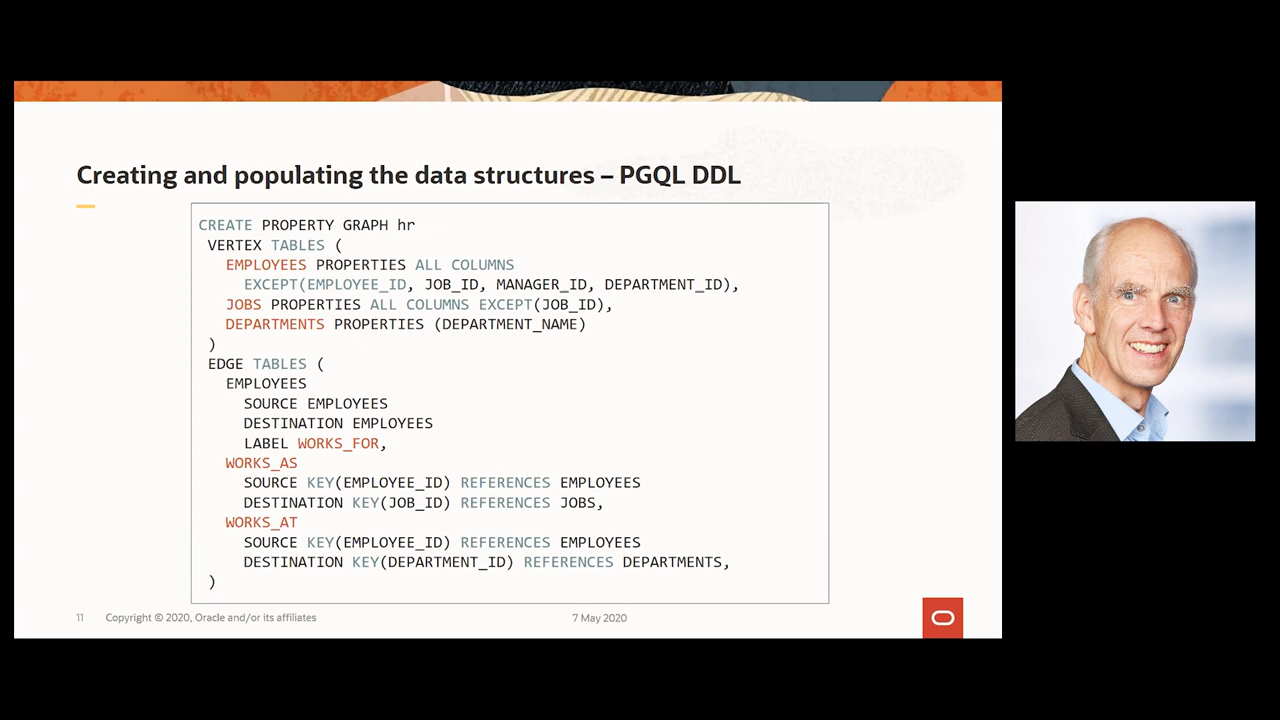 Creating and populating the data structures – PGQL DDL
CREATE PROPERTY GRAPH hr
VERTEX TABLES (
EMPLOYEES PROPERTIES ALL COLUMNS
EXCEPT(EMPLOYEE_ID, JOB_ID, MANAGER_ID, DEPARTMENT_ID),
JOBS PROPERTIES ALL COLUMNS EXCEPT(JOB_ID),
DEPARTMENTS PROPERTIES (DEPARTMENT_NAME)
)
EDGE TABLES (
EMPLOYEES
SOURCE EMPLOYEES
DESTINATION EMPLOYEES
LABEL WORKS_FOR,
WORKS_AS
SOURCE KEY(EMPLOYEE_ID) REFERENCES EMPLOYEES
DESTINATION KEY(JOB_ID) REFERENCES JOBS,
WORKS_AT
SOURCE KEY(EMPLOYEE_ID) REFERENCES EMPLOYEES
DESTINATION KEY(DEPARTMENT_ID) REFERENCES DEPARTMENTS,
)
11 Copyright © 2020, Oracle and/or its affiliates 7 May 2020